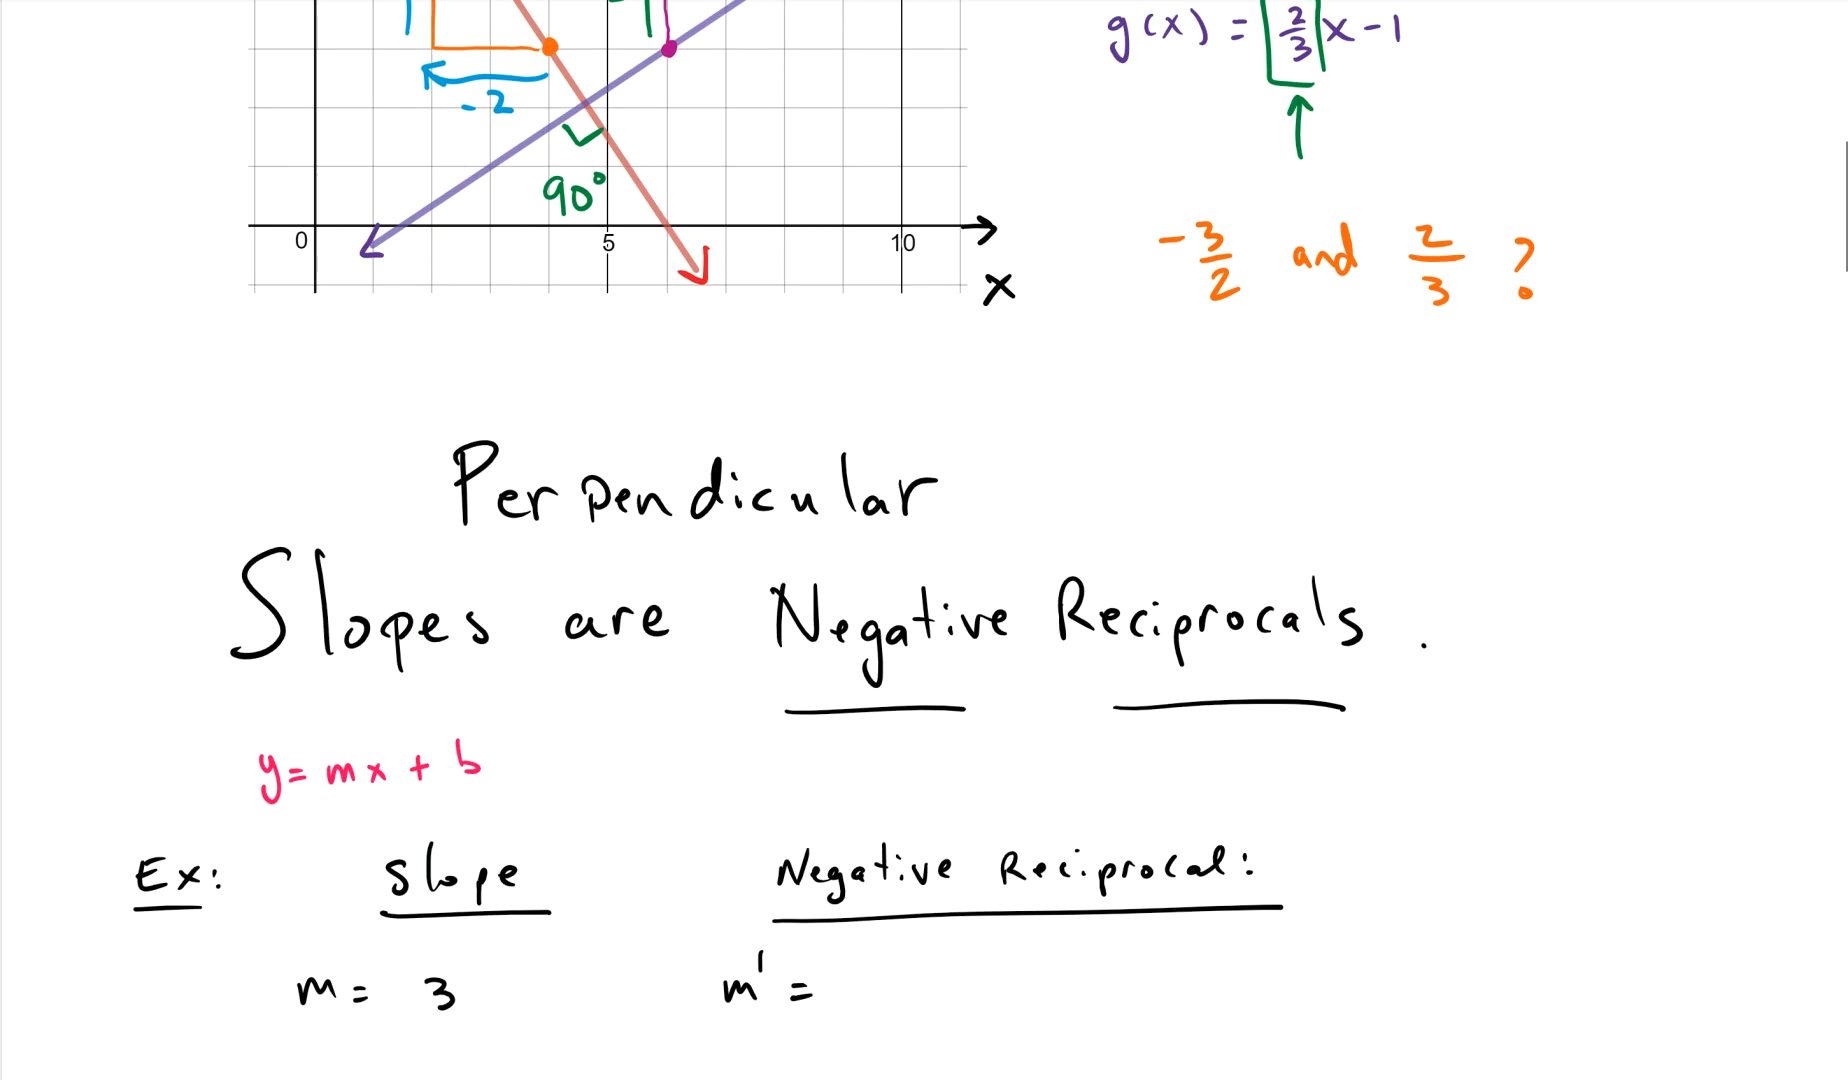 g(x) = 2/3 x - 1
-2
90°
0 5 10
x
-3/2 and 2/3 ?
Perpendicular
Slopes are Negative Reciprocals.
y = mx + b
Ex: slope Negative Reciprocal:
m = 3 m' =